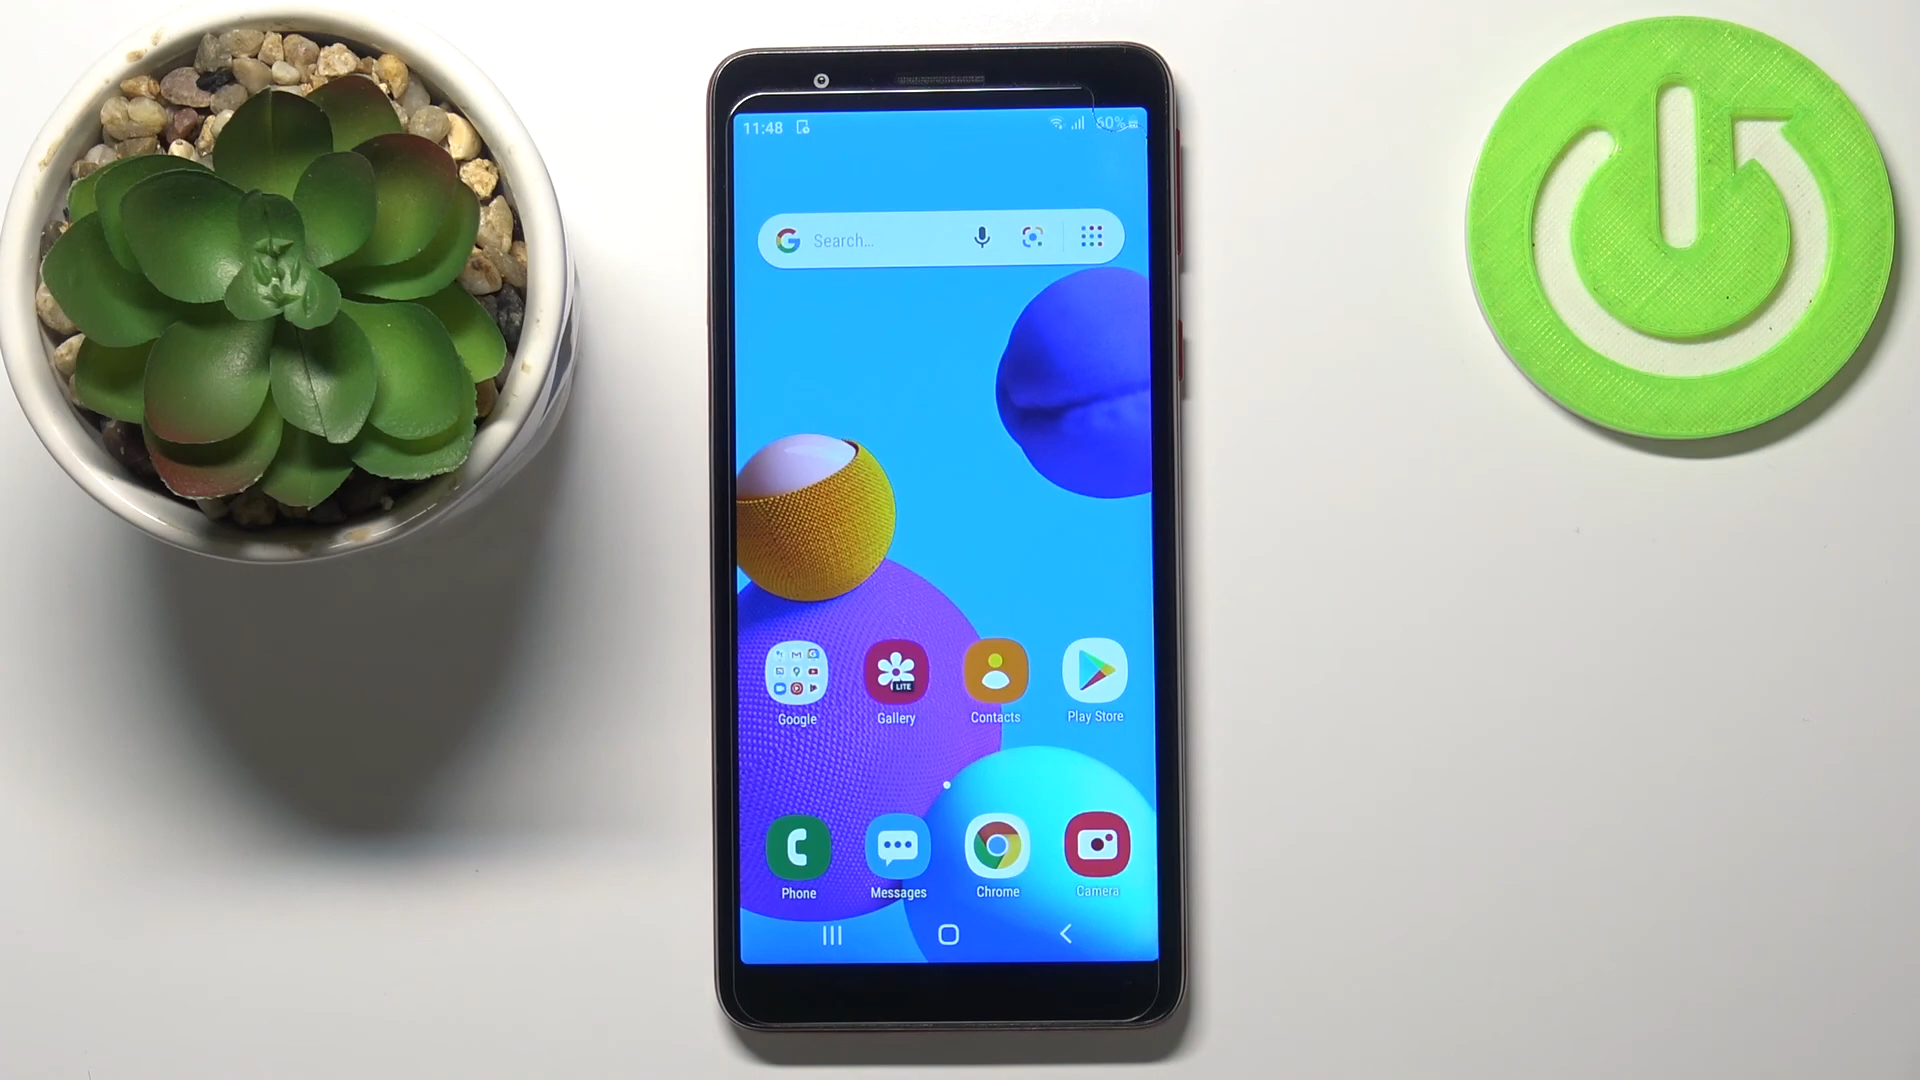 11:48
60%
Search...
Google
Gallery
LITE
Contacts
Play Store
Phone
Messages
Chrome
Camera